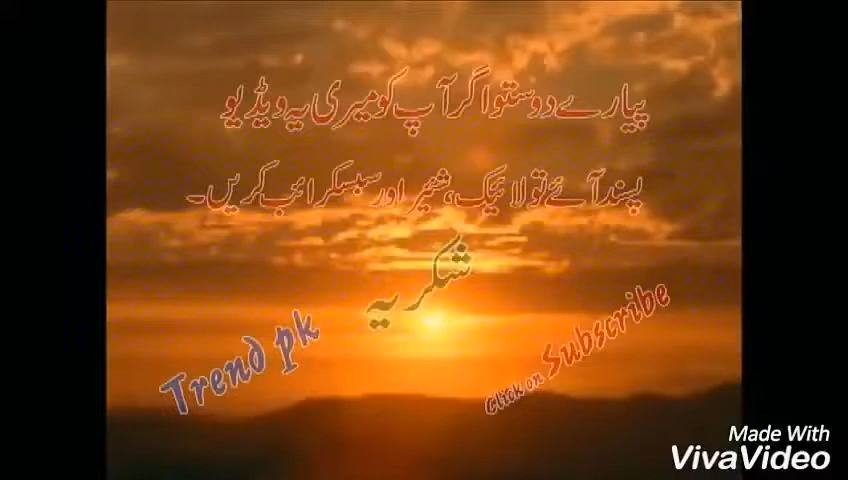 پیارے دوستو اگر آپ کو میری یہ ویڈیو
پسند آئے تو لائیک، شئیر اور سبسکرائب کریں۔
شکریہ
Trend pk
Click on Subscribe
Made With
VivaVideo